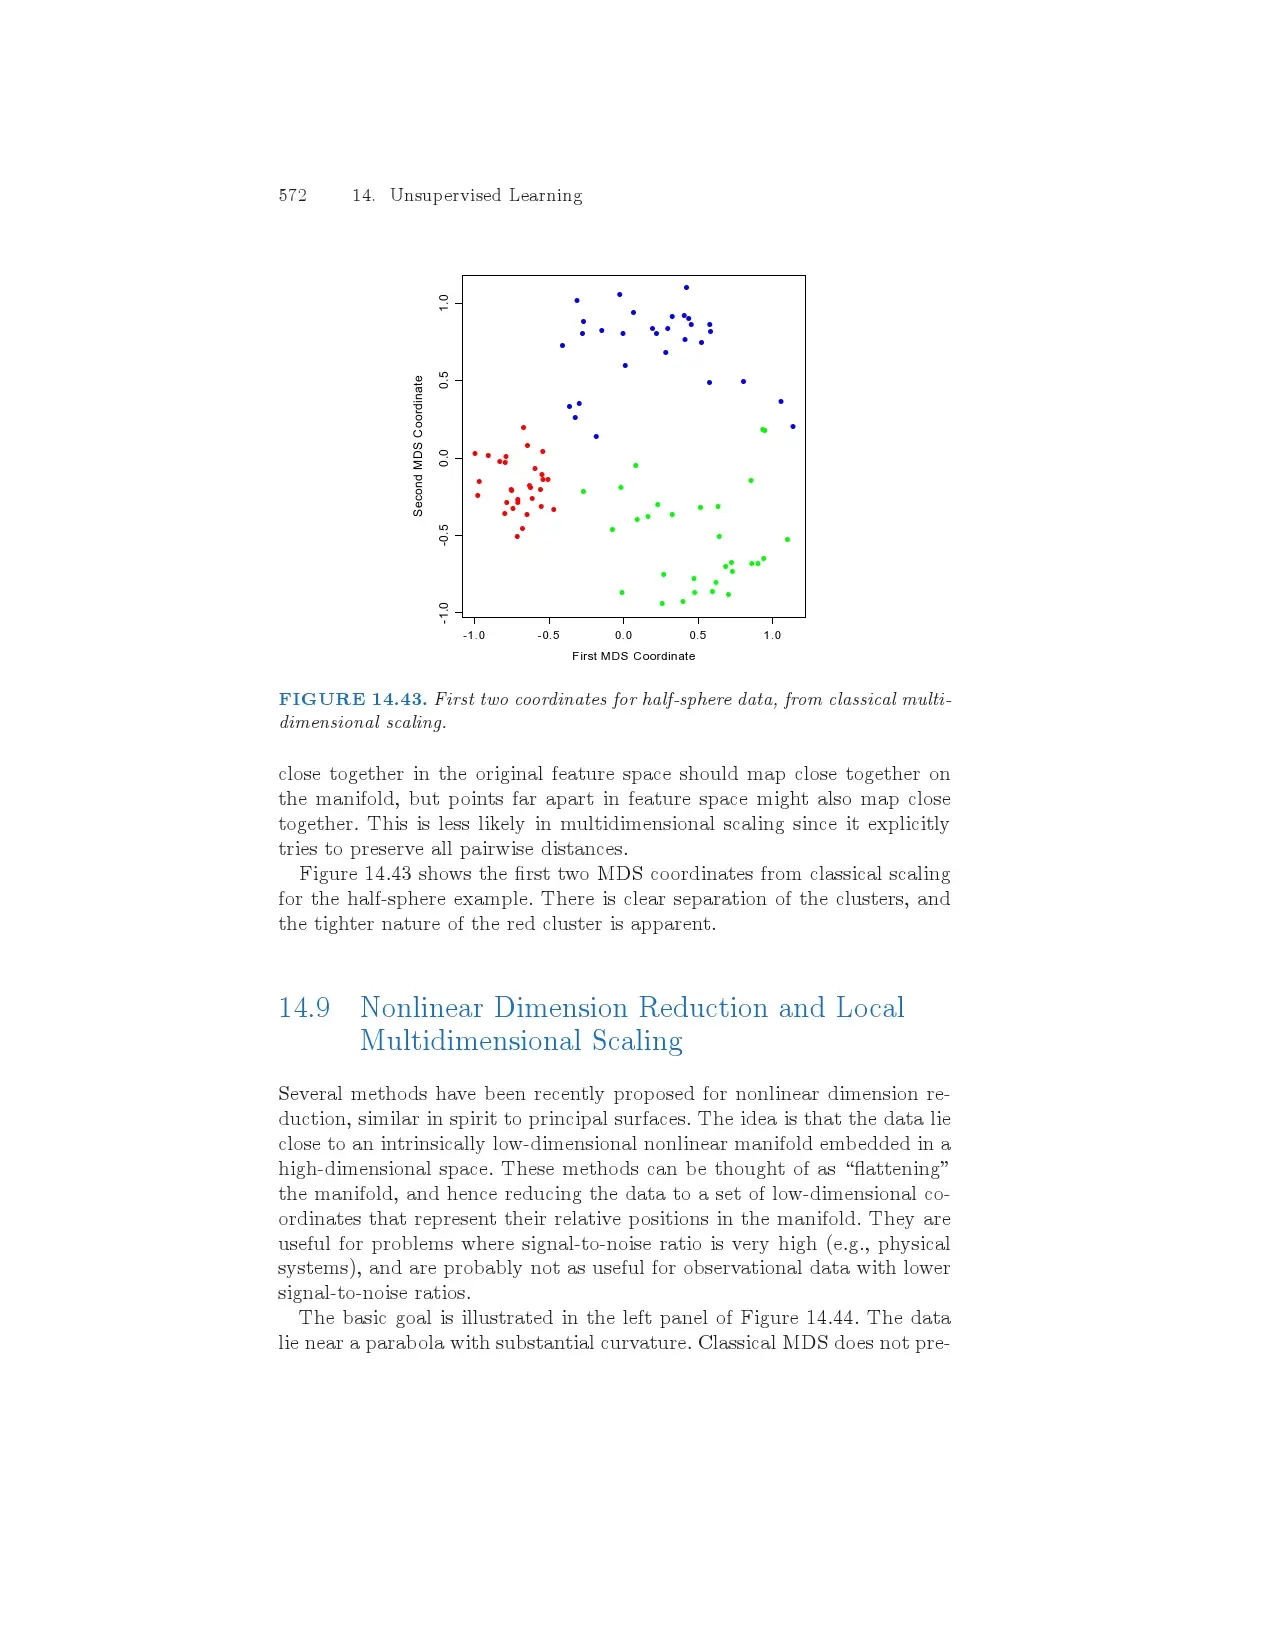 572 14. Unsupervised Learning
1.0
0.5
0.0
-0.5
-1.0
Second MDS Coordinate
-1.0 -0.5 0.0 0.5 1.0
First MDS Coordinate
FIGURE 14.43. First two coordinates for half-sphere data, from classical multi-
dimensional scaling.
close together in the original feature space should map close together on
the manifold, but points far apart in feature space might also map close
together. This is less likely in multidimensional scaling since it explicitly
tries to preserve all pairwise distances.
Figure 14.43 shows the first two MDS coordinates from classical scaling
for the half-sphere example. There is clear separation of the clusters, and
the tighter nature of the red cluster is apparent.
14.9 Nonlinear Dimension Reduction and Local
Multidimensional Scaling
Several methods have been recently proposed for nonlinear dimension re-
duction, similar in spirit to principal surfaces. The idea is that the data lie
close to an intrinsically low-dimensional nonlinear manifold embedded in a
high-dimensional space. These methods can be thought of as “flattening”
the manifold, and hence reducing the data to a set of low-dimensional co-
ordinates that represent their relative positions in the manifold. They are
useful for problems where signal-to-noise ratio is very high (e.g., physical
systems), and are probably not as useful for observational data with lower
signal-to-noise ratios.
The basic goal is illustrated in the left panel of Figure 14.44. The data
lie near a parabola with substantial curvature. Classical MDS does not pre-